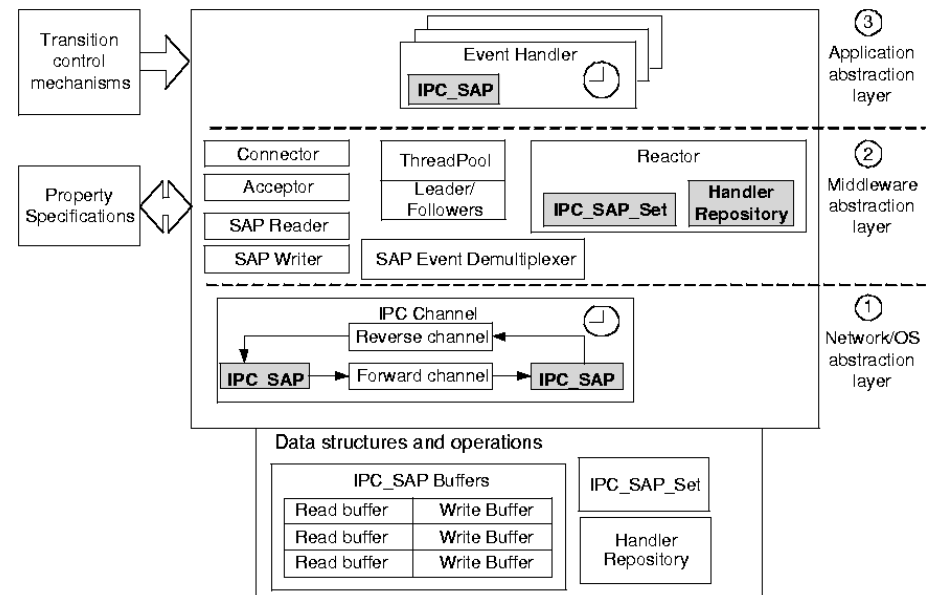 Transition
control
mechanisms
Event Handler
IPC_SAP
3
Application
abstraction
layer
Property
Specifications
Connector
Acceptor
SAP Reader
SAP Writer
ThreadPool
Leader/
Followers
SAP Event Demultiplexer
Reactor
IPC_SAP_Set
Handler
Repository
2
Middleware
abstraction
layer
IPC Channel
Reverse channel
IPC_SAP
Forward channel
IPC_SAP
1
Network/OS
abstraction
layer
Data structures and operations
IPC_SAP Buffers
Read buffer Write Buffer
Read buffer Write Buffer
Read buffer Write Buffer
IPC_SAP_Set
Handler
Repository